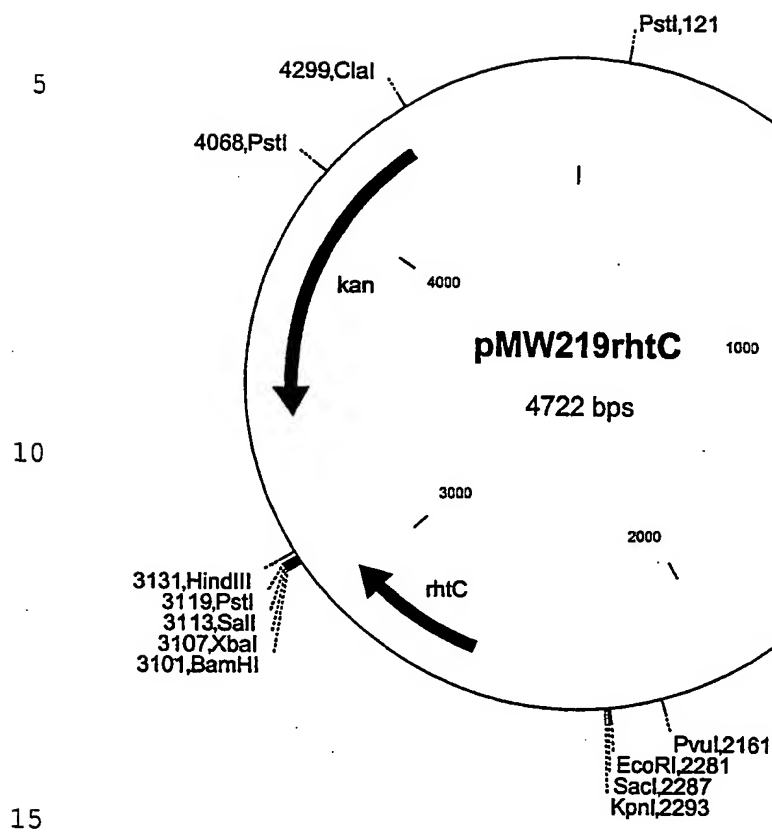 PstI,121
5
4299,ClaI
4068,PstI
kan
4000
pMW219rhtC
1000
4722 bps
10
3000
2000
3131,HindIII
3119,PstI
3113,SalI
3107,XbaI
3101,BamHI
rhtC
PvuI,2161
EcoRI,2281
SacI,2287
KpnI,2293
15